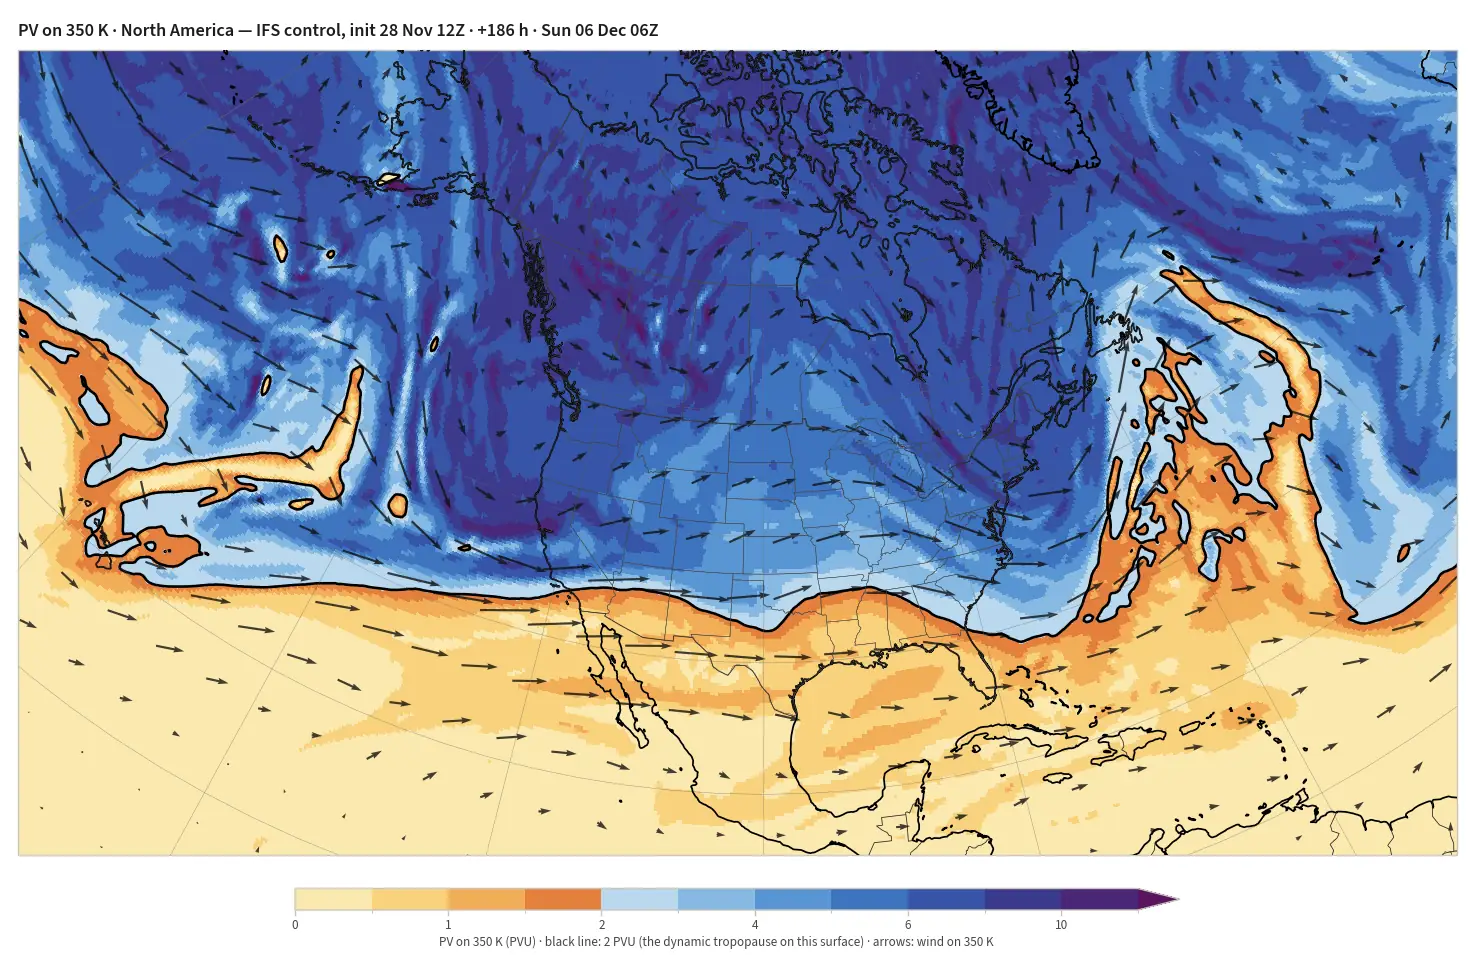 PV on 350 K · North America — IFS control, init 28 Nov 12Z · +186 h · Sun 06 Dec 06Z
0 1 2 4 6 10
PV on 350 K (PVU) · black line: 2 PVU (the dynamic tropopause on this surface) · arrows: wind on 350 K